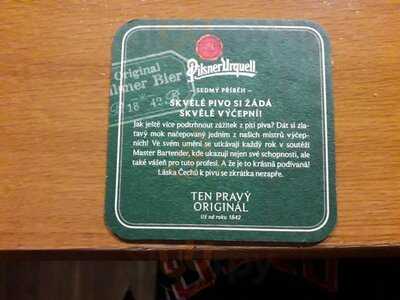 Pilsner Urquell
Original
Pilsner Bier
18 42. B
— SEDMÝ PŘÍBĚH —
SKVĚLÉ PIVO SI ŽÁDÁ
SKVĚLÉ VÝČEPNÍ!
Jak ještě více podtrhnout zážitek z pití piva? Dát si zla-
tavý mok načepovaný jedním z našich mistrů výčep-
ních! Ve svém umění se utkávají každý rok v soutěži
Master Bartender, kde ukazují nejen své schopnosti, ale
také vášeň pro tuto profesi. A že je to krásná podívaná!
Láska Čechů k pivu se zkrátka nezapře.
TEN PRAVÝ
ORIGINÁL
Už od roku 1842